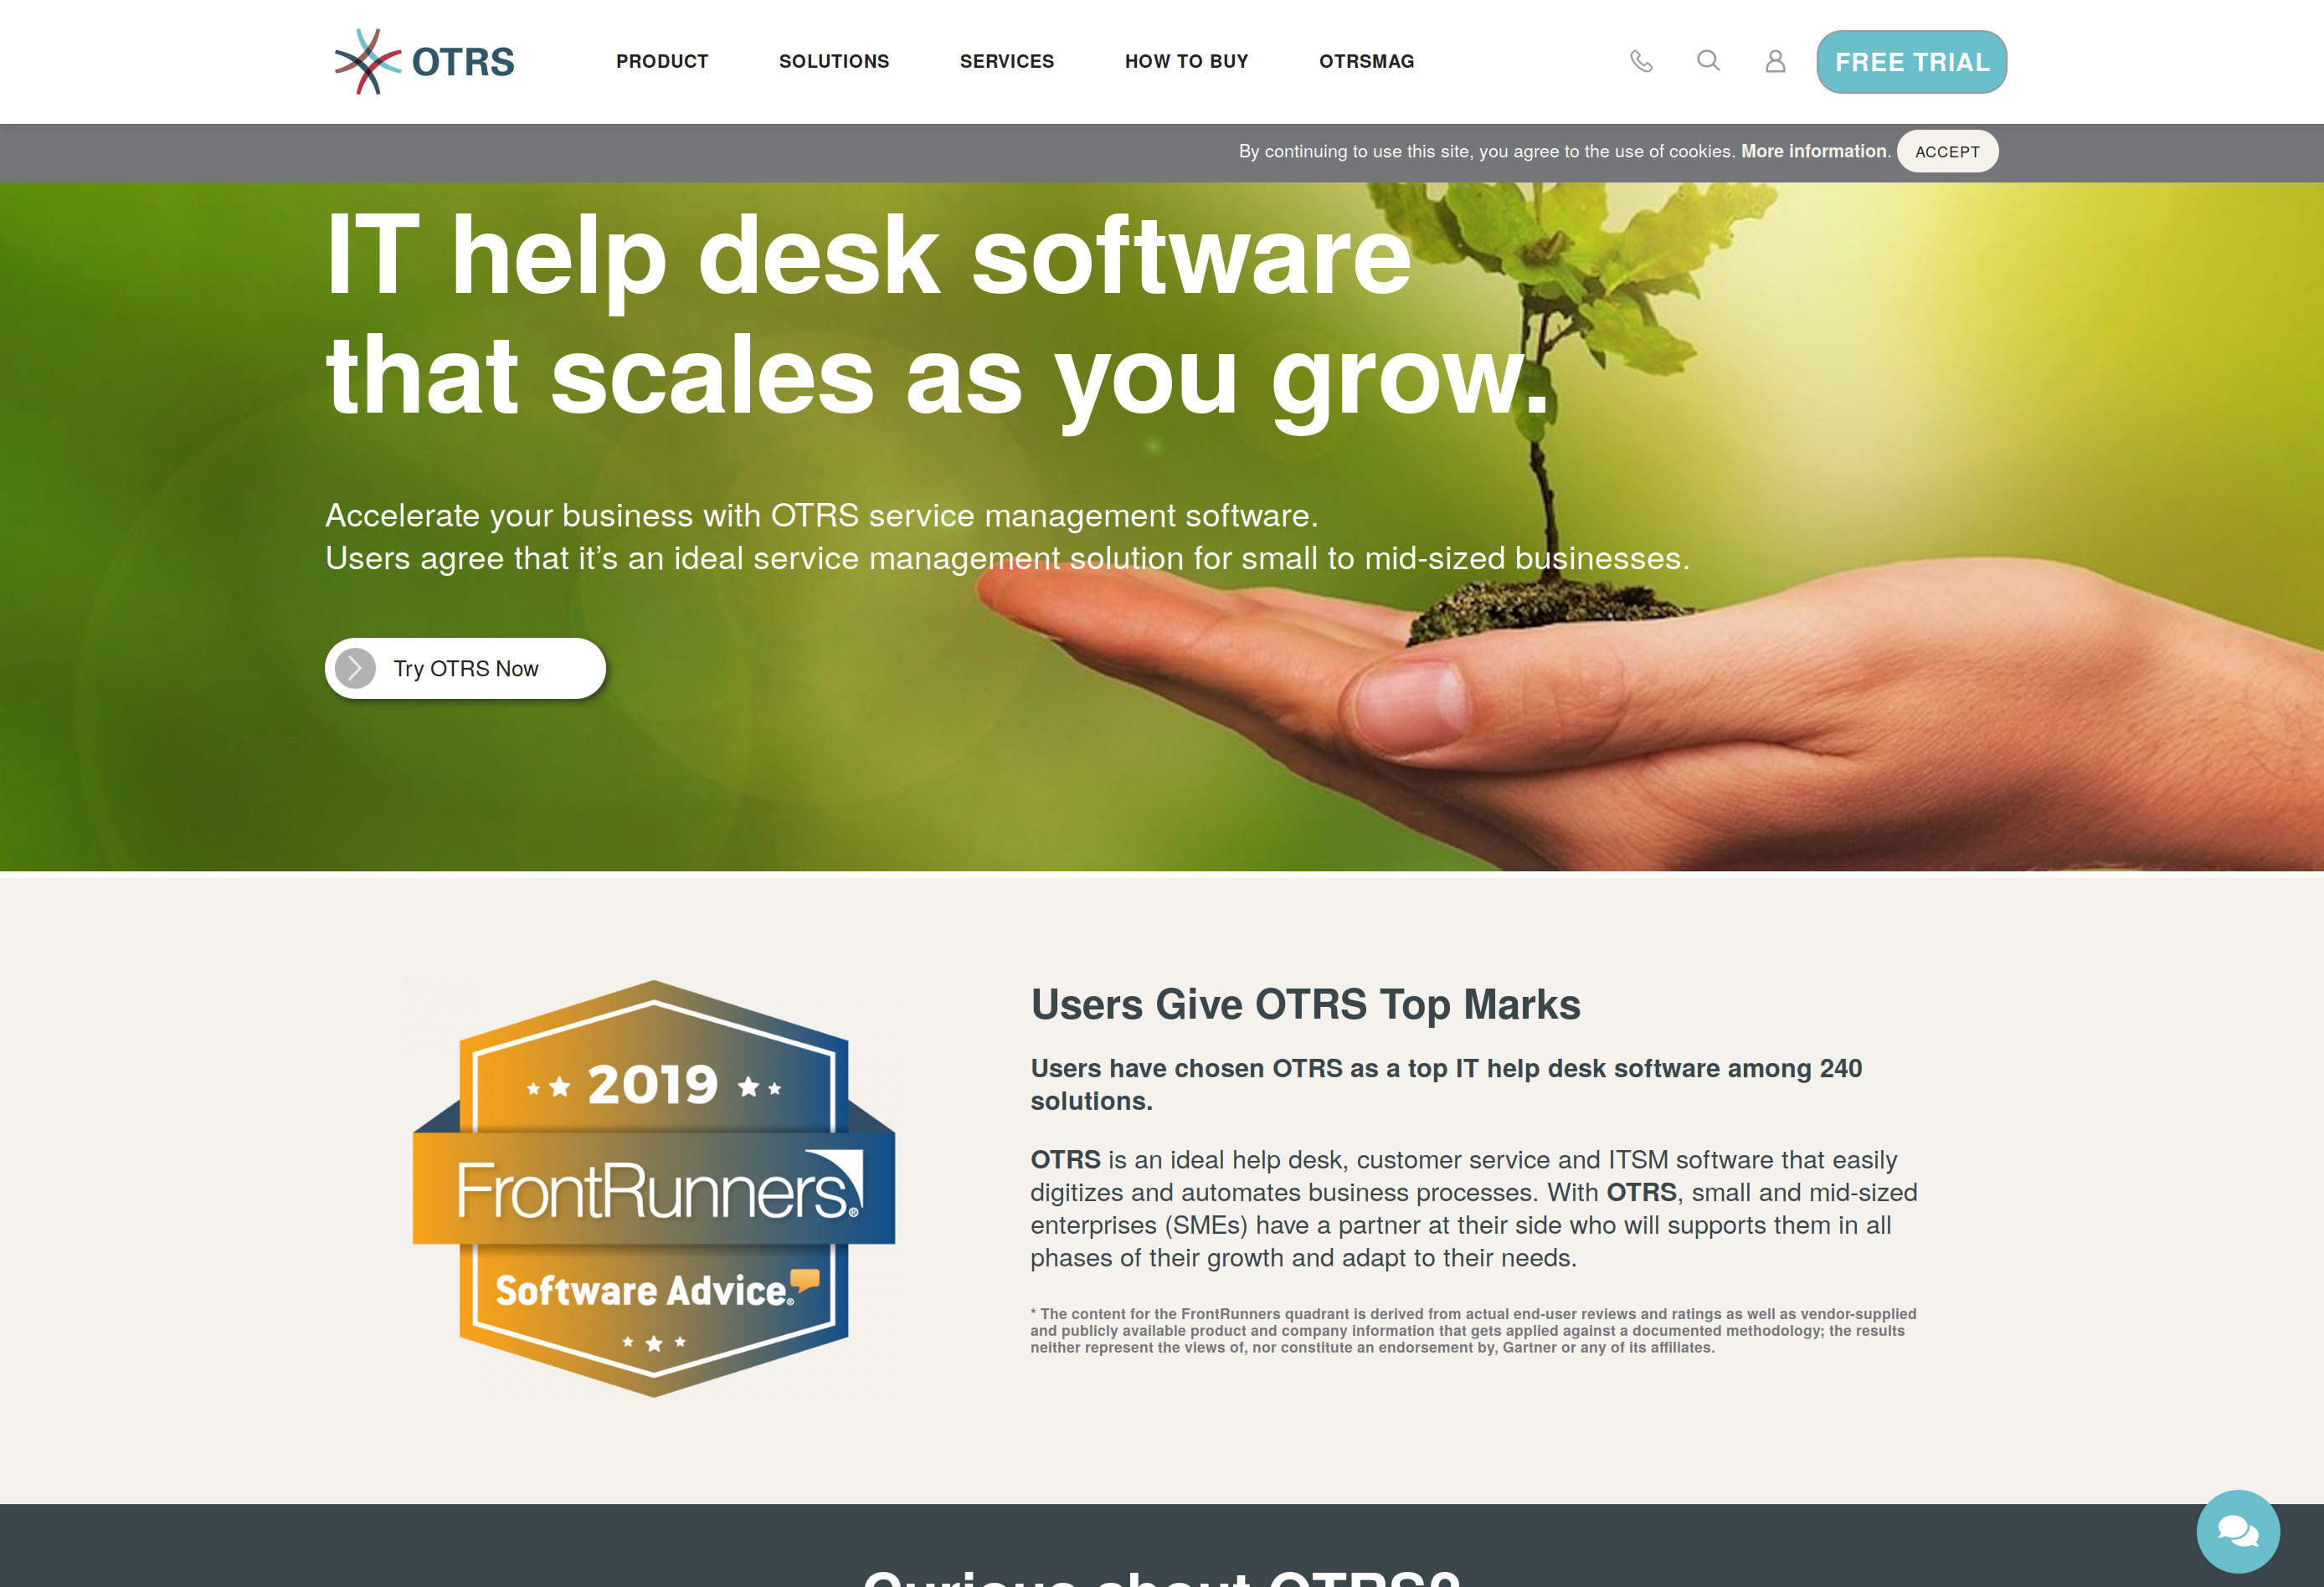 OTRS
PRODUCT
SOLUTIONS
SERVICES
HOW TO BUY
OTRSMAG
FREE TRIAL
By continuing to use this site, you agree to the use of cookies. More information.
ACCEPT
IT help desk software
that scales as you grow.
Accelerate your business with OTRS service management software.
Users agree that it’s an ideal service management solution for small to mid-sized businesses.
Try OTRS Now
2019
FrontRunners®
Software Advice®
Users Give OTRS Top Marks
Users have chosen OTRS as a top IT help desk software among 240
solutions.
OTRS is an ideal help desk, customer service and ITSM software that easily
digitizes and automates business processes. With OTRS, small and mid-sized
enterprises (SMEs) have a partner at their side who will supports them in all
phases of their growth and adapt to their needs.
* The content for the FrontRunners quadrant is derived from actual end-user reviews and ratings as well as vendor-supplied
and publicly available product and company information that gets applied against a documented methodology; the results
neither represent the views of, nor constitute an endorsement by, Gartner or any of its affiliates.
Curious about OTRS?